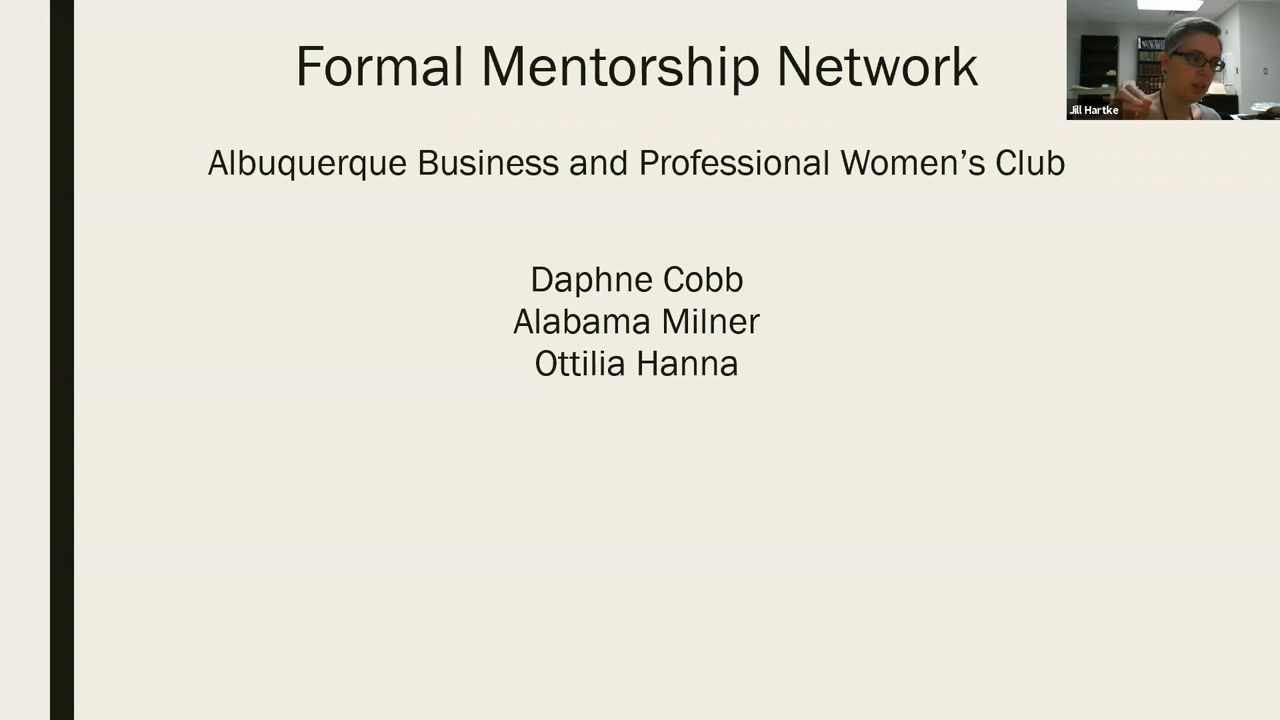 Formal Mentorship Network
Jill Hartke
Albuquerque Business and Professional Women’s Club
Daphne Cobb
Alabama Milner
Ottilia Hanna